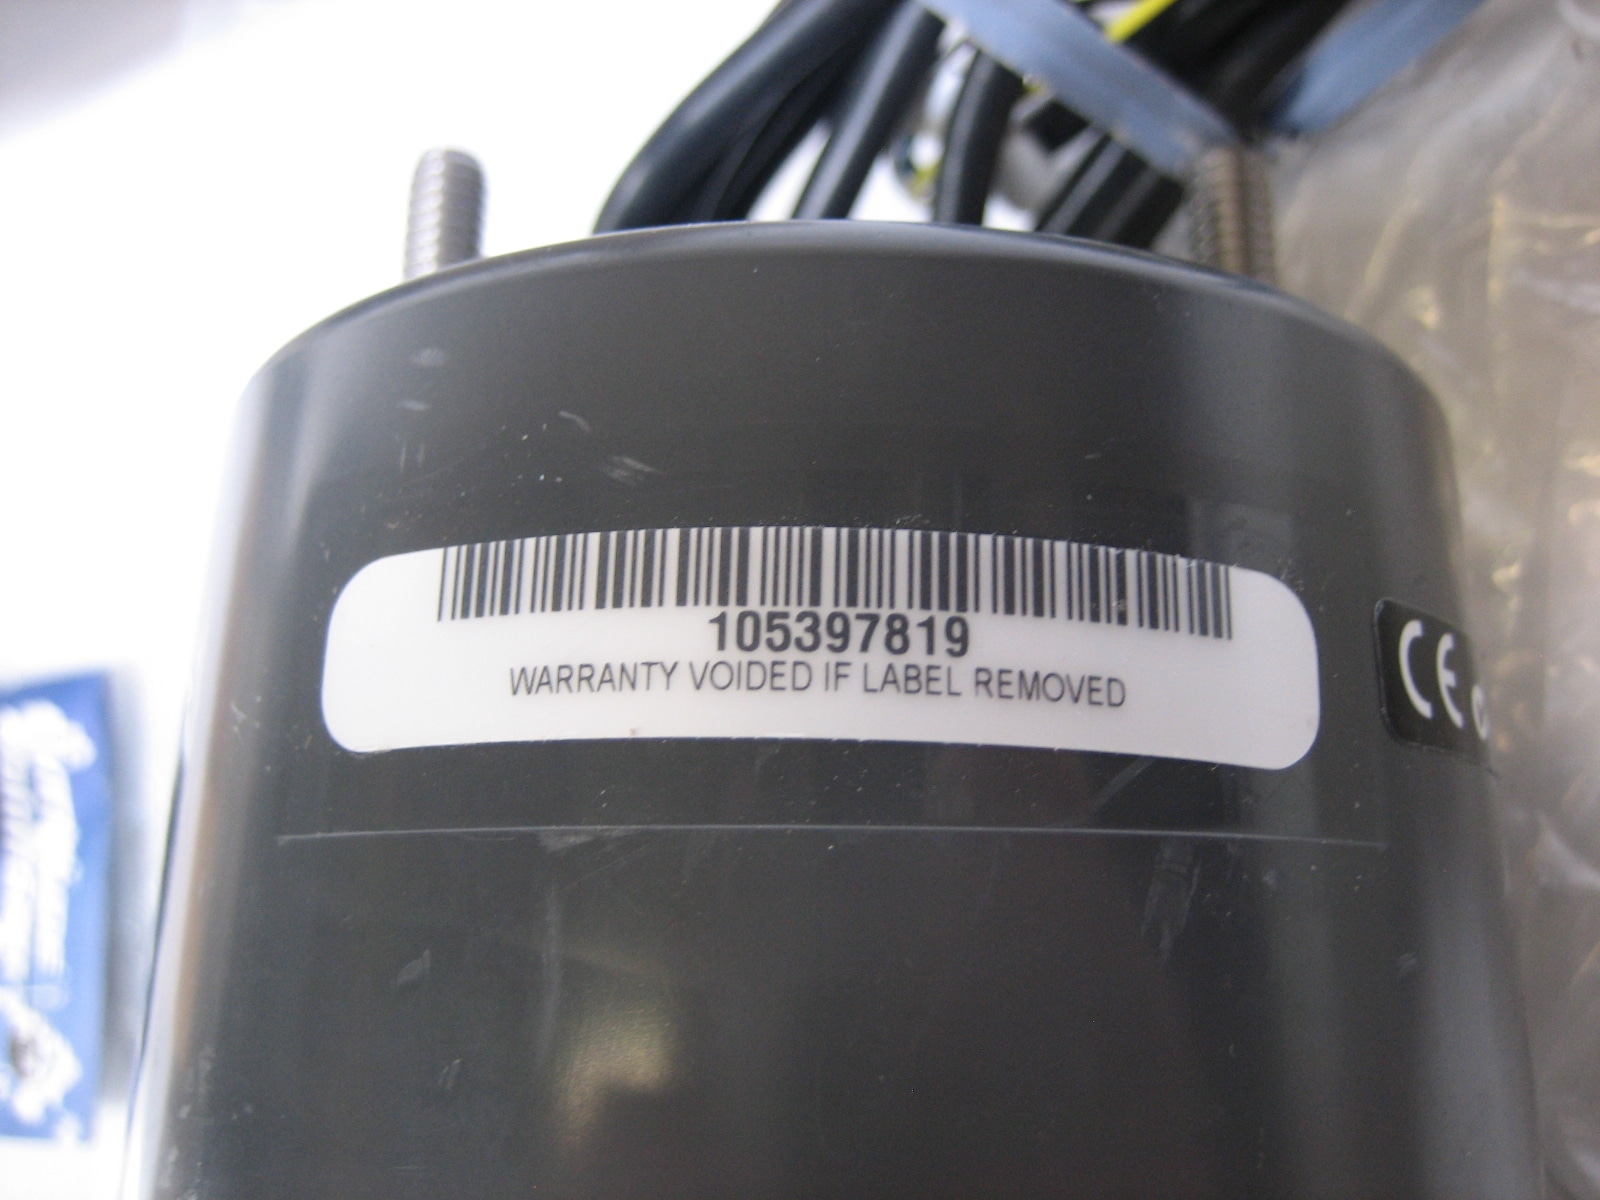 105397819
WARRANTY VOIDED IF LABEL REMOVED
CE